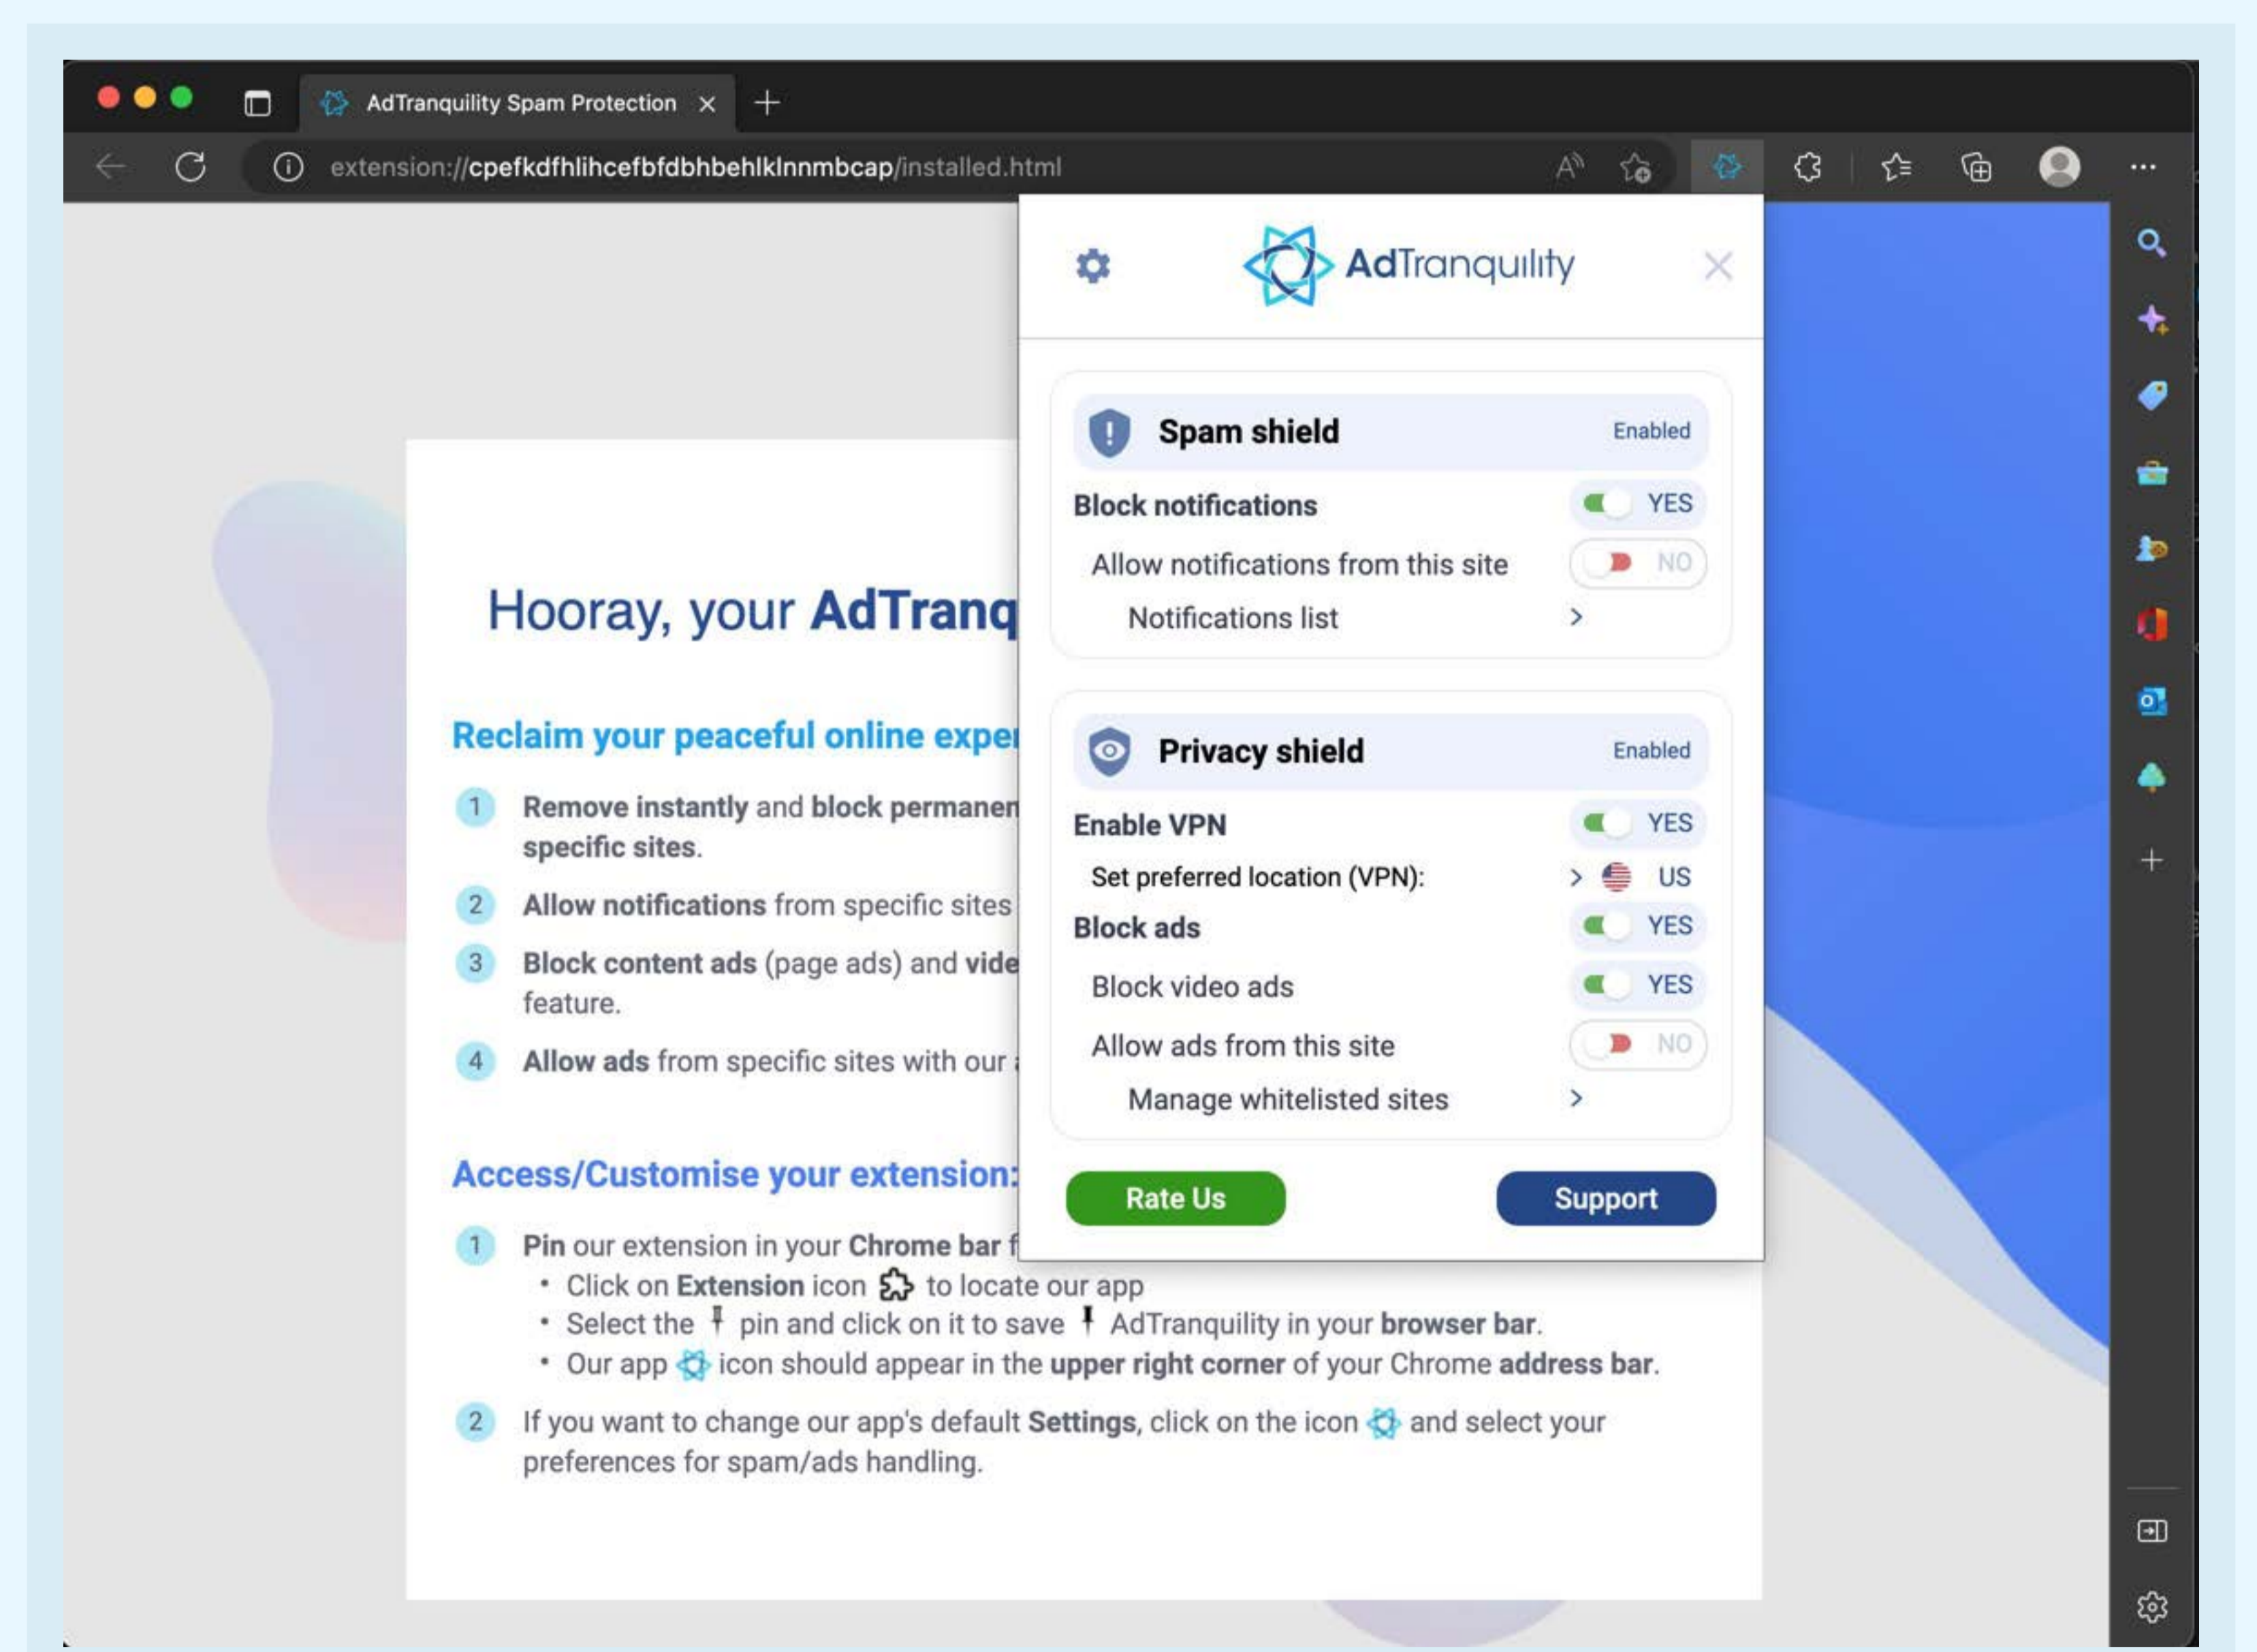 AdTranquility Spam Protection
extension://cpefkdfhlihcefbfdbhbehlklnnmbcap/installed.html
AdTranquility
Spam shield Enabled
Block notifications YES
Allow notifications from this site NO
Notifications list
Privacy shield Enabled
Enable VPN YES
Set preferred location (VPN): US
Block ads YES
Block video ads YES
Allow ads from this site NO
Manage whitelisted sites
Rate Us Support
Hooray, your AdTranq
Reclaim your peaceful online exper
1 Remove instantly and block permanen
specific sites.
2 Allow notifications from specific sites
3 Block content ads (page ads) and vide
feature.
4 Allow ads from specific sites with our
Access/Customise your extension:
1 Pin our extension in your Chrome bar f
• Click on Extension icon to locate our app
• Select the pin and click on it to save AdTranquility in your browser bar.
• Our app icon should appear in the upper right corner of your Chrome address bar.
2 If you want to change our app's default Settings, click on the icon and select your
preferences for spam/ads handling.